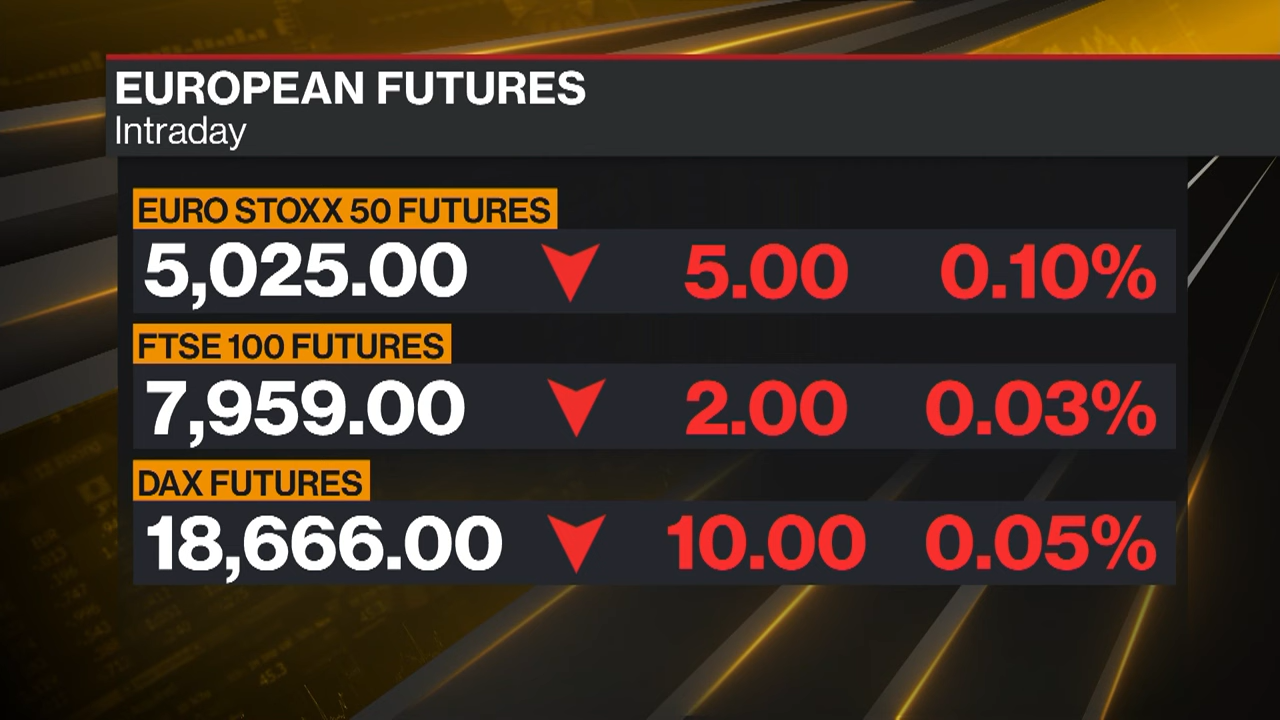 EUROPEAN FUTURES
Intraday
EURO STOXX 50 FUTURES
5,025.00 ▼ 5.00 0.10%
FTSE 100 FUTURES
7,959.00 ▼ 2.00 0.03%
DAX FUTURES
18,666.00 ▼ 10.00 0.05%